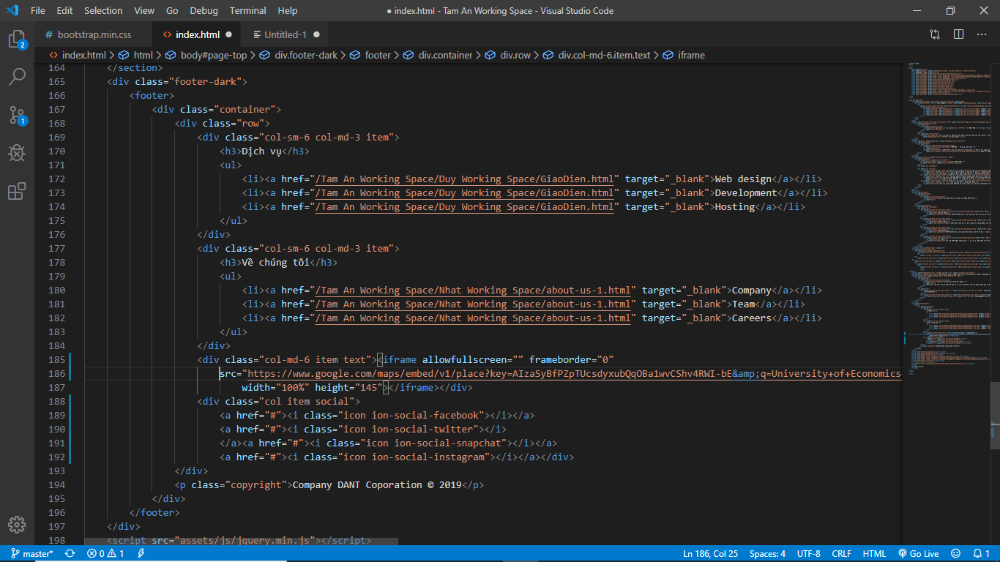 File Edit Selection View Go Debug Terminal Help ● index.html - Tam An Working Space - Visual Studio Code
# bootstrap.min.css <> index.html ● Untitled-1 ●
<> index.html > html > body#page-top > div.footer-dark > footer > div.container > div.row > div.col-md-6.item.text > iframe
2
1
164 </section>
165 <div class="footer-dark">
166 <footer>
167 <div class="container">
168 <div class="row">
169 <div class="col-sm-6 col-md-3 item">
170 <h3>Dịch vụ</h3>
171 <ul>
172 <li><a href="/Tam An Working Space/Duy Working Space/GiaoDien.html" target="_blank">Web design</a></li>
173 <li><a href="/Tam An Working Space/Duy Working Space/GiaoDien.html" target="_blank">Development</a></li>
174 <li><a href="/Tam An Working Space/Duy Working Space/GiaoDien.html" target="_blank">Hosting</a></li>
175 </ul>
176 </div>
177 <div class="col-sm-6 col-md-3 item">
178 <h3>Về chúng tôi</h3>
179 <ul>
180 <li><a href="/Tam An Working Space/Nhat Working Space/about-us-1.html" target="_blank">Company</a></li>
181 <li><a href="/Tam An Working Space/Nhat Working Space/about-us-1.html" target="_blank">Team</a></li>
182 <li><a href="/Tam An Working Space/Nhat Working Space/about-us-1.html" target="_blank">Careers</a></li>
183 </ul>
184 </div>
185 <div class="col-md-6 item text"><iframe allowfullscreen="" frameborder="0"
186 src="https://www.google.com/maps/embed/v1/place?key=AIzaSyBfPZpTUcsdyxubQqOBa1wvCShv4RWI-bE&amp;q=University+of+Economics
187 width="100%" height="145"></iframe></div>
188 <div class="col item social">
189 <a href="#"><i class="icon ion-social-facebook"></i></a>
190 <a href="#"><i class="icon ion-social-twitter"></i>
191 </a><a href="#"><i class="icon ion-social-snapchat"></i></a>
192 <a href="#"><i class="icon ion-social-instagram"></i></a></div>
193 </div>
194 <p class="copyright">Company DANT Coporation © 2019</p>
195 </div>
196 </footer>
197 </div>
198 <script src="assets/js/jquery.min.js"></script>
master* 0 1 Ln 186, Col 25 Spaces: 4 UTF-8 CRLF HTML Go Live 1